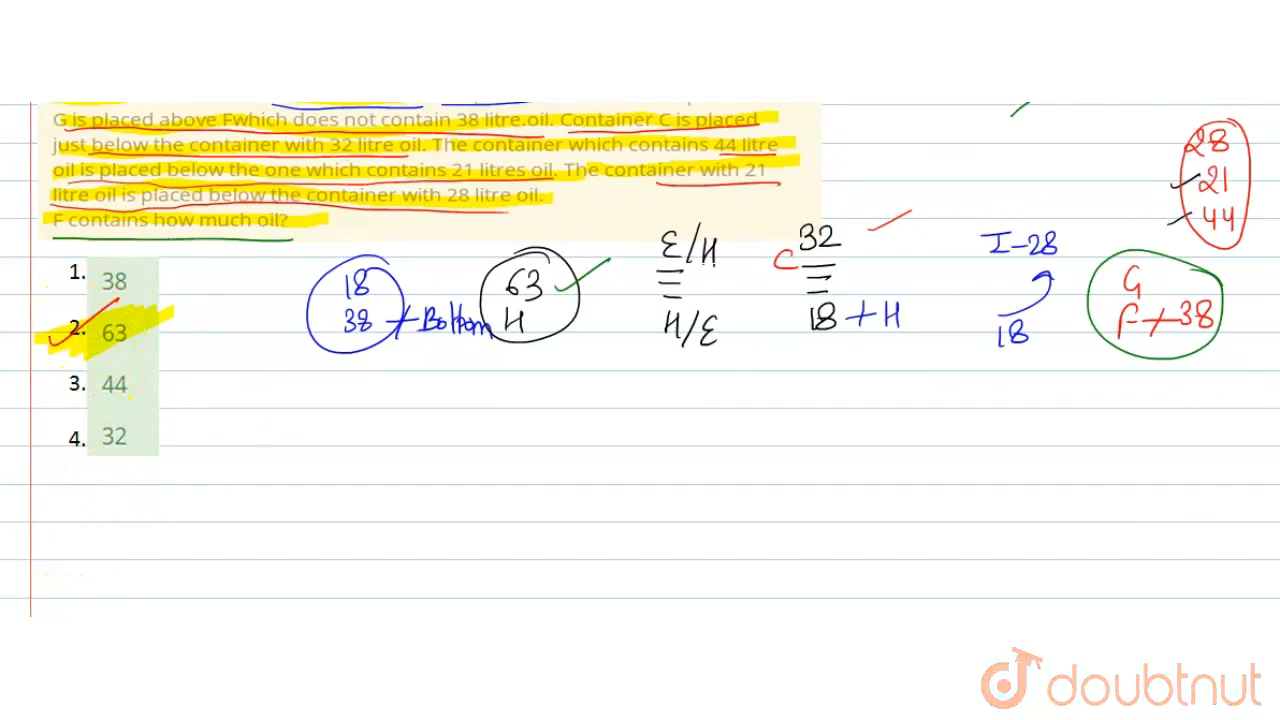 G is placed above Fwhich does not contain 38 litre.oil. Container C is placed
just below the container with 32 litre oil. The container which contains 44 litre
oil is placed below the one which contains 21 litres oil. The container with 21
litre oil is placed below the container with 28 litre oil.
F contains how much oil?
1. 38
2. 63
3. 44
4. 32
18
38 Bottom
63
H
E/H
H/E
32
C
18 + H
I-28
18
G
F 38
28
21
44
doubtnut